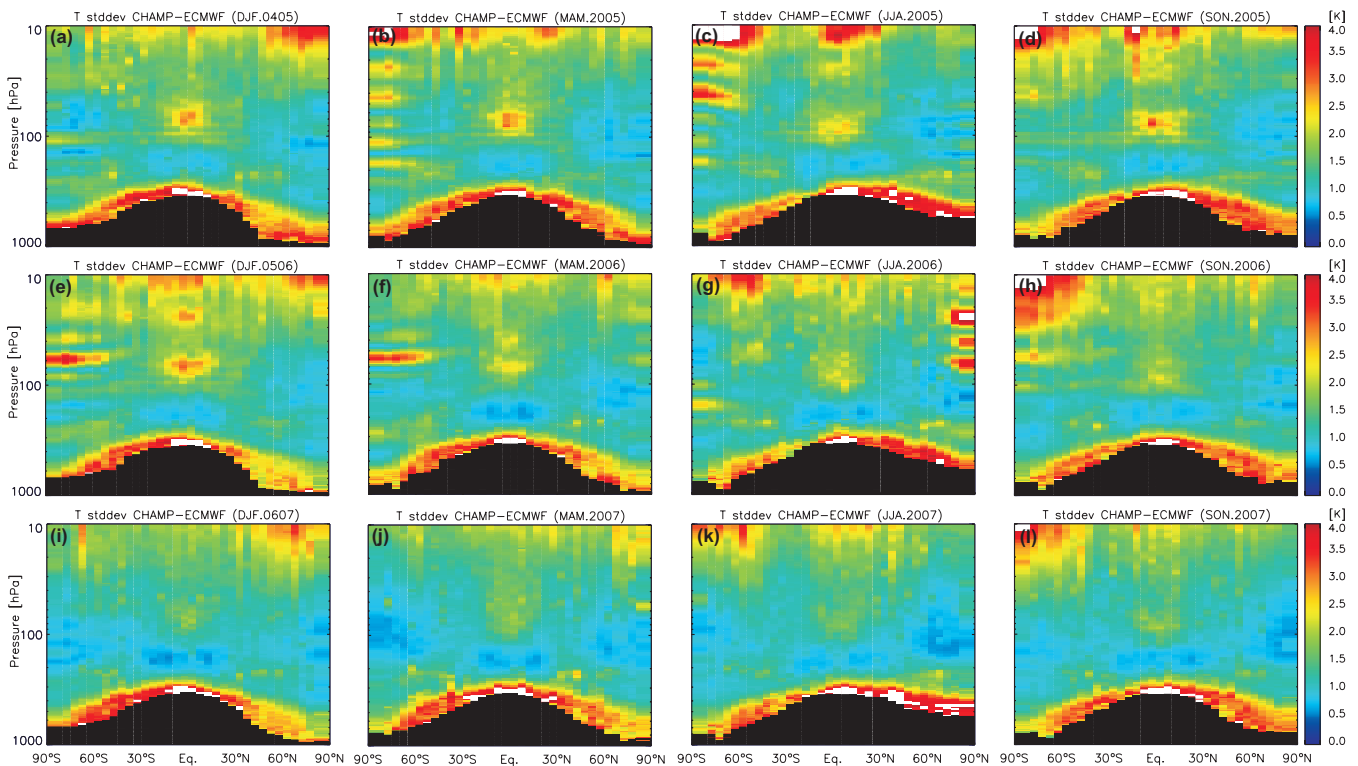 T stddev CHAMP-ECMWF (DJF.0405)
T stddev CHAMP-ECMWF (MAM.2005)
T stddev CHAMP-ECMWF (JJA.2005)
T stddev CHAMP-ECMWF (SON.2005)
[K]
(a)
(b)
(c)
(d)
10
100
1000
Pressure [hPa]
4.0
3.5
3.0
2.5
2.0
1.5
1.0
0.5
0.0
T stddev CHAMP-ECMWF (DJF.0506)
T stddev CHAMP-ECMWF (MAM.2006)
T stddev CHAMP-ECMWF (JJA.2006)
T stddev CHAMP-ECMWF (SON.2006)
[K]
(e)
(f)
(g)
(h)
10
100
1000
Pressure [hPa]
4.0
3.5
3.0
2.5
2.0
1.5
1.0
0.5
0.0
T stddev CHAMP-ECMWF (DJF.0607)
T stddev CHAMP-ECMWF (MAM.2007)
T stddev CHAMP-ECMWF (JJA.2007)
T stddev CHAMP-ECMWF (SON.2007)
[K]
(i)
(j)
(k)
(l)
10
100
1000
Pressure [hPa]
4.0
3.5
3.0
2.5
2.0
1.5
1.0
0.5
0.0
90°S 60°S 30°S Eq. 30°N 60°N 90°N
90°S 60°S 30°S Eq. 30°N 60°N 90°N
90°S 60°S 30°S Eq. 30°N 60°N 90°N
90°S 60°S 30°S Eq. 30°N 60°N 90°N